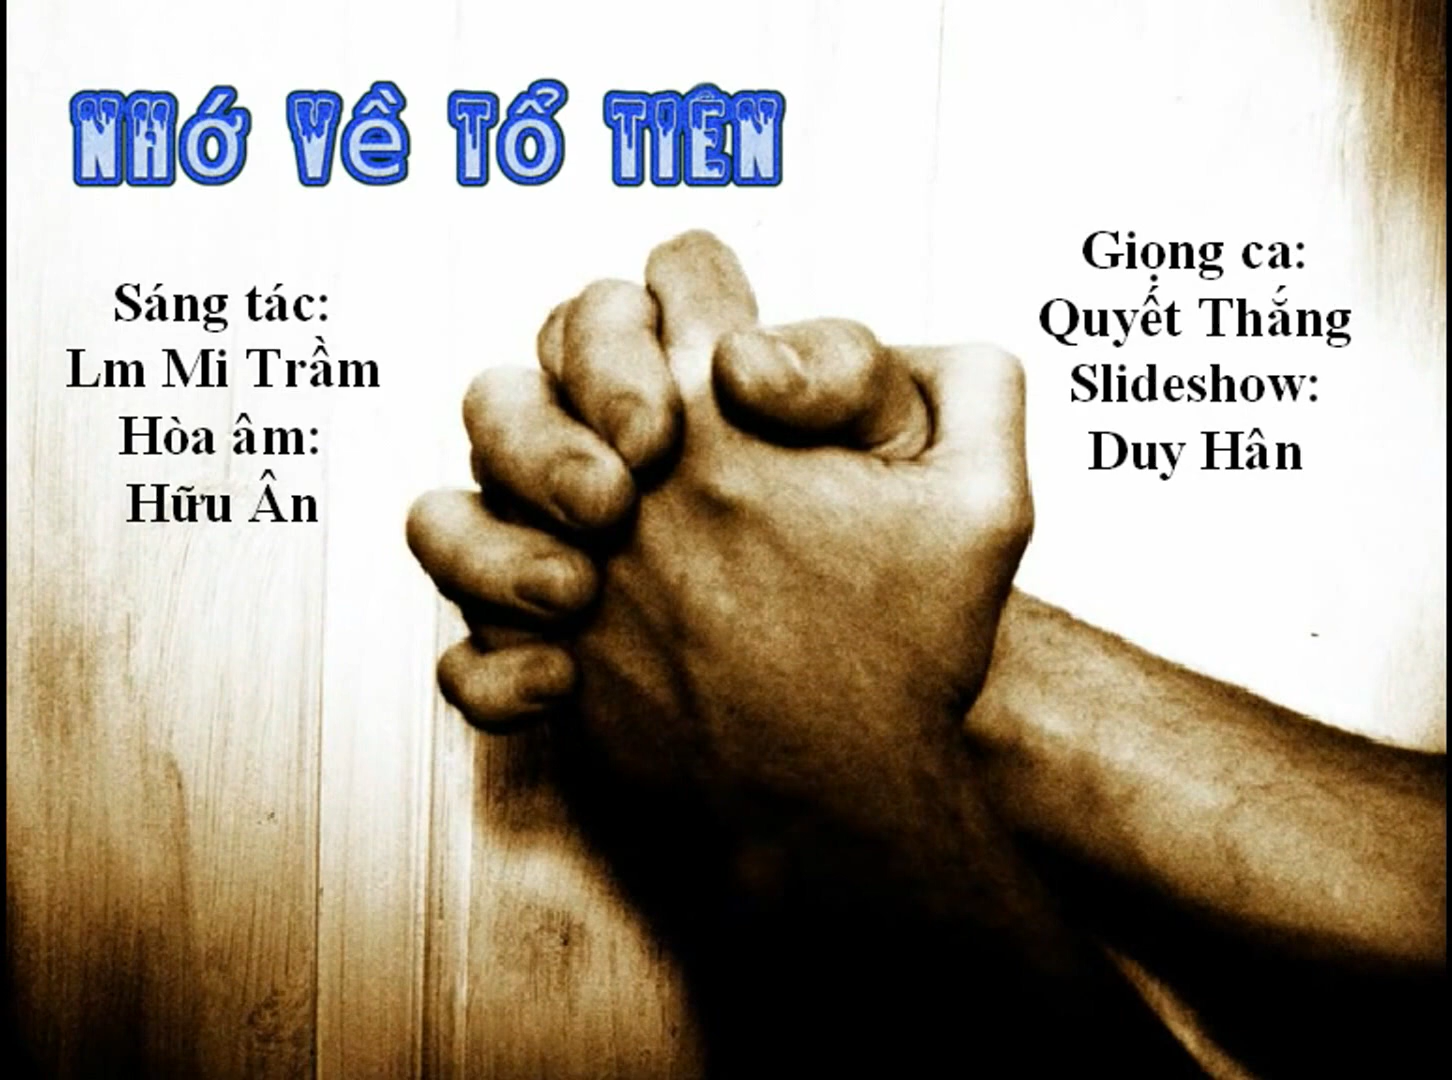 NHớ Về Tổ TIÊN
Sáng tác:
Lm Mi Trầm
Hòa âm:
Hữu Ân
Giọng ca:
Quyết Thắng
Slideshow:
Duy Hân